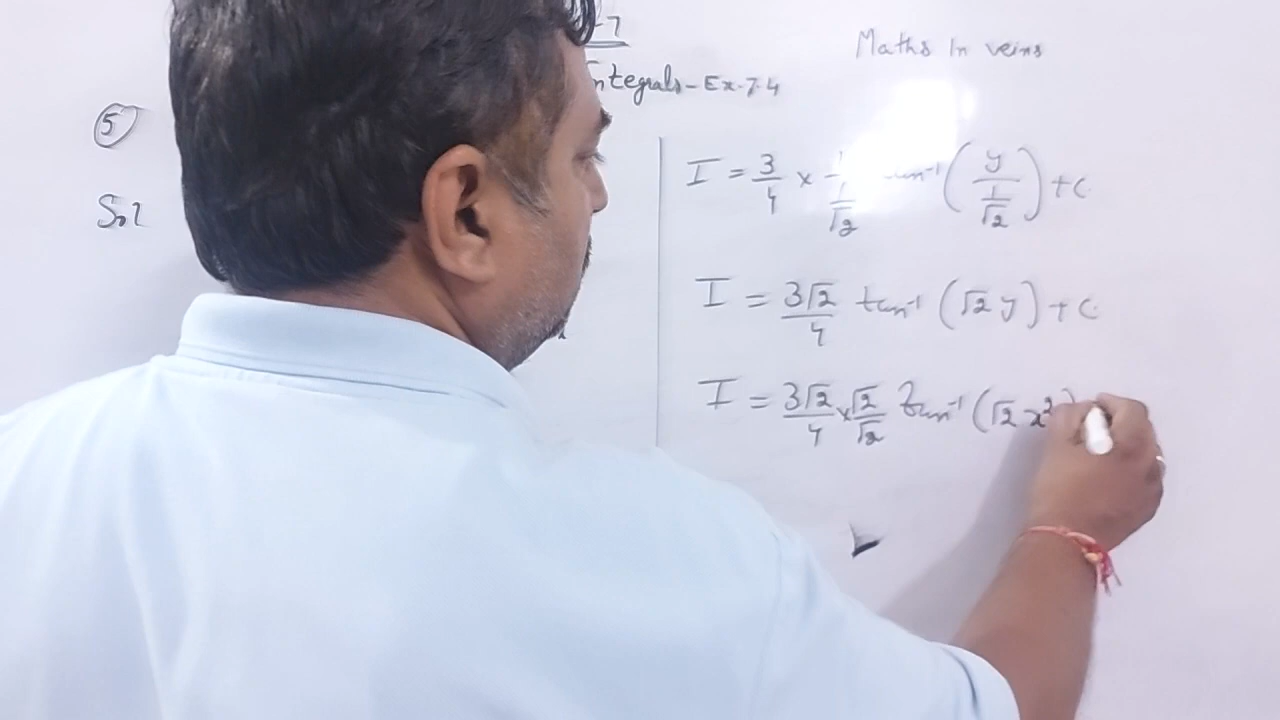 -7
Integrals - Ex-7.4
Maths In veins
5
Sol
I = 3/4 × 1/(1/√2) tan⁻¹ (y/(1/√2)) + c
I = 3√2/4 tan⁻¹ (√2 y) + c
I = 3√2/4 × √2/√2 tan⁻¹ (√2 x²)